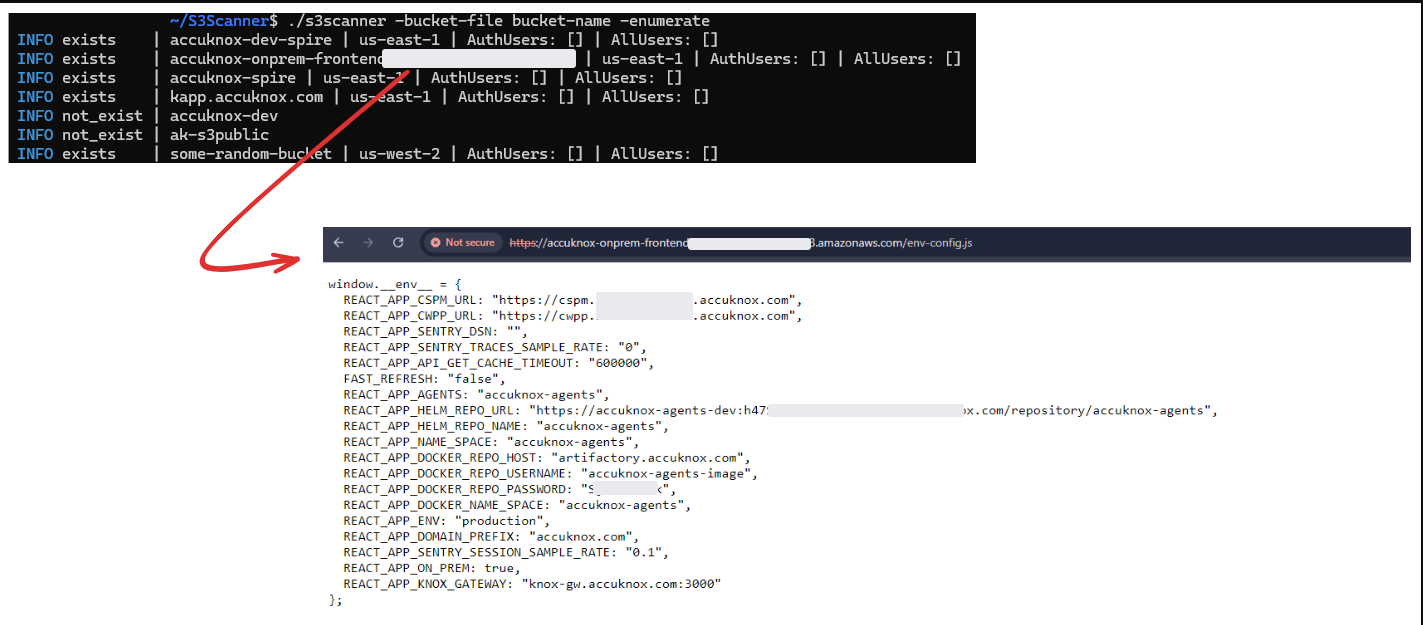 ~/S3Scanner$ ./s3scanner -bucket-file bucket-name -enumerate
INFO exists | accuknox-dev-spire | us-east-1 | AuthUsers: [] | AllUsers: []
INFO exists | accuknox-onprem-frontend | us-east-1 | AuthUsers: [] | AllUsers: []
INFO exists | accuknox-spire | us-east-1 | AuthUsers: [] | AllUsers: []
INFO exists | kapp.accuknox.com | us-east-1 | AuthUsers: [] | AllUsers: []
INFO not_exist | accuknox-dev
INFO not_exist | ak-s3public
INFO exists | some-random-bucket | us-west-2 | AuthUsers: [] | AllUsers: []
Not secure https://accuknox-onprem-frontend 3.amazonaws.com/env-config.js
window.__env__ = {
REACT_APP_CSPM_URL: "https://cspm. .accuknox.com",
REACT_APP_CWPP_URL: "https://cwpp. .accuknox.com",
REACT_APP_SENTRY_DSN: "",
REACT_APP_SENTRY_TRACES_SAMPLE_RATE: "0",
REACT_APP_API_GET_CACHE_TIMEOUT: "600000",
FAST_REFRESH: "false",
REACT_APP_AGENTS: "accuknox-agents",
REACT_APP_HELM_REPO_URL: "https://accuknox-agents-dev:h47 x.com/repository/accuknox-agents",
REACT_APP_HELM_REPO_NAME: "accuknox-agents",
REACT_APP_NAME_SPACE: "accuknox-agents",
REACT_APP_DOCKER_REPO_HOST: "artifactory.accuknox.com",
REACT_APP_DOCKER_REPO_USERNAME: "accuknox-agents-image",
REACT_APP_DOCKER_REPO_PASSWORD: "S ",
REACT_APP_DOCKER_NAME_SPACE: "accuknox-agents",
REACT_APP_ENV: "production",
REACT_APP_DOMAIN_PREFIX: "accuknox.com",
REACT_APP_SENTRY_SESSION_SAMPLE_RATE: "0.1",
REACT_APP_ON_PREM: true,
REACT_APP_KNOX_GATEWAY: "knox-gw.accuknox.com:3000"
};